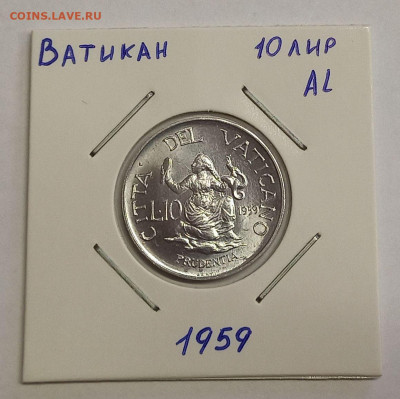 COINS.LAVE.RU
ВАТИКАН 10 ЛИР
AL
CITTA' DEL VATICANO
L.10 1959
PRUDENTIA
1959